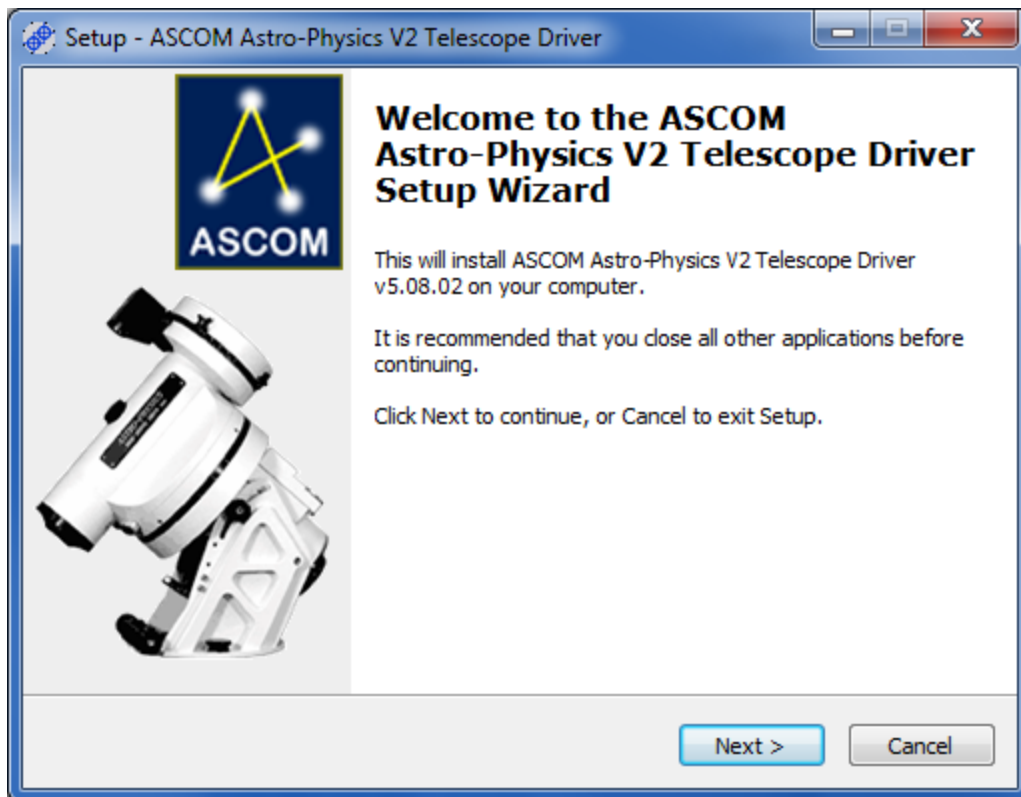 Setup - ASCOM Astro-Physics V2 Telescope Driver
ASCOM
Welcome to the ASCOM
Astro-Physics V2 Telescope Driver
Setup Wizard
This will install ASCOM Astro-Physics V2 Telescope Driver
v5.08.02 on your computer.
It is recommended that you close all other applications before
continuing.
Click Next to continue, or Cancel to exit Setup.
ASTRO-PHYSICS
Next >
Cancel